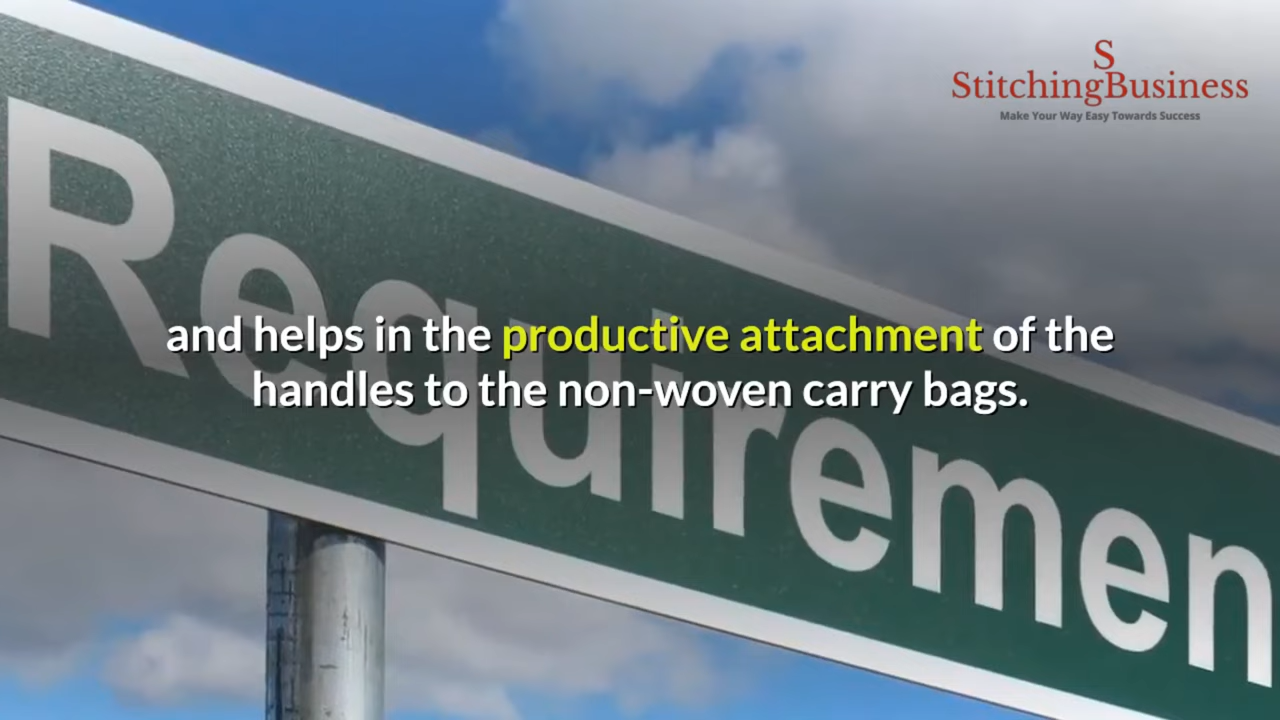 S
StitchingBusiness
Make Your Way Easy Towards Success
Requiremen
and helps in the productive attachment of the
handles to the non-woven carry bags.